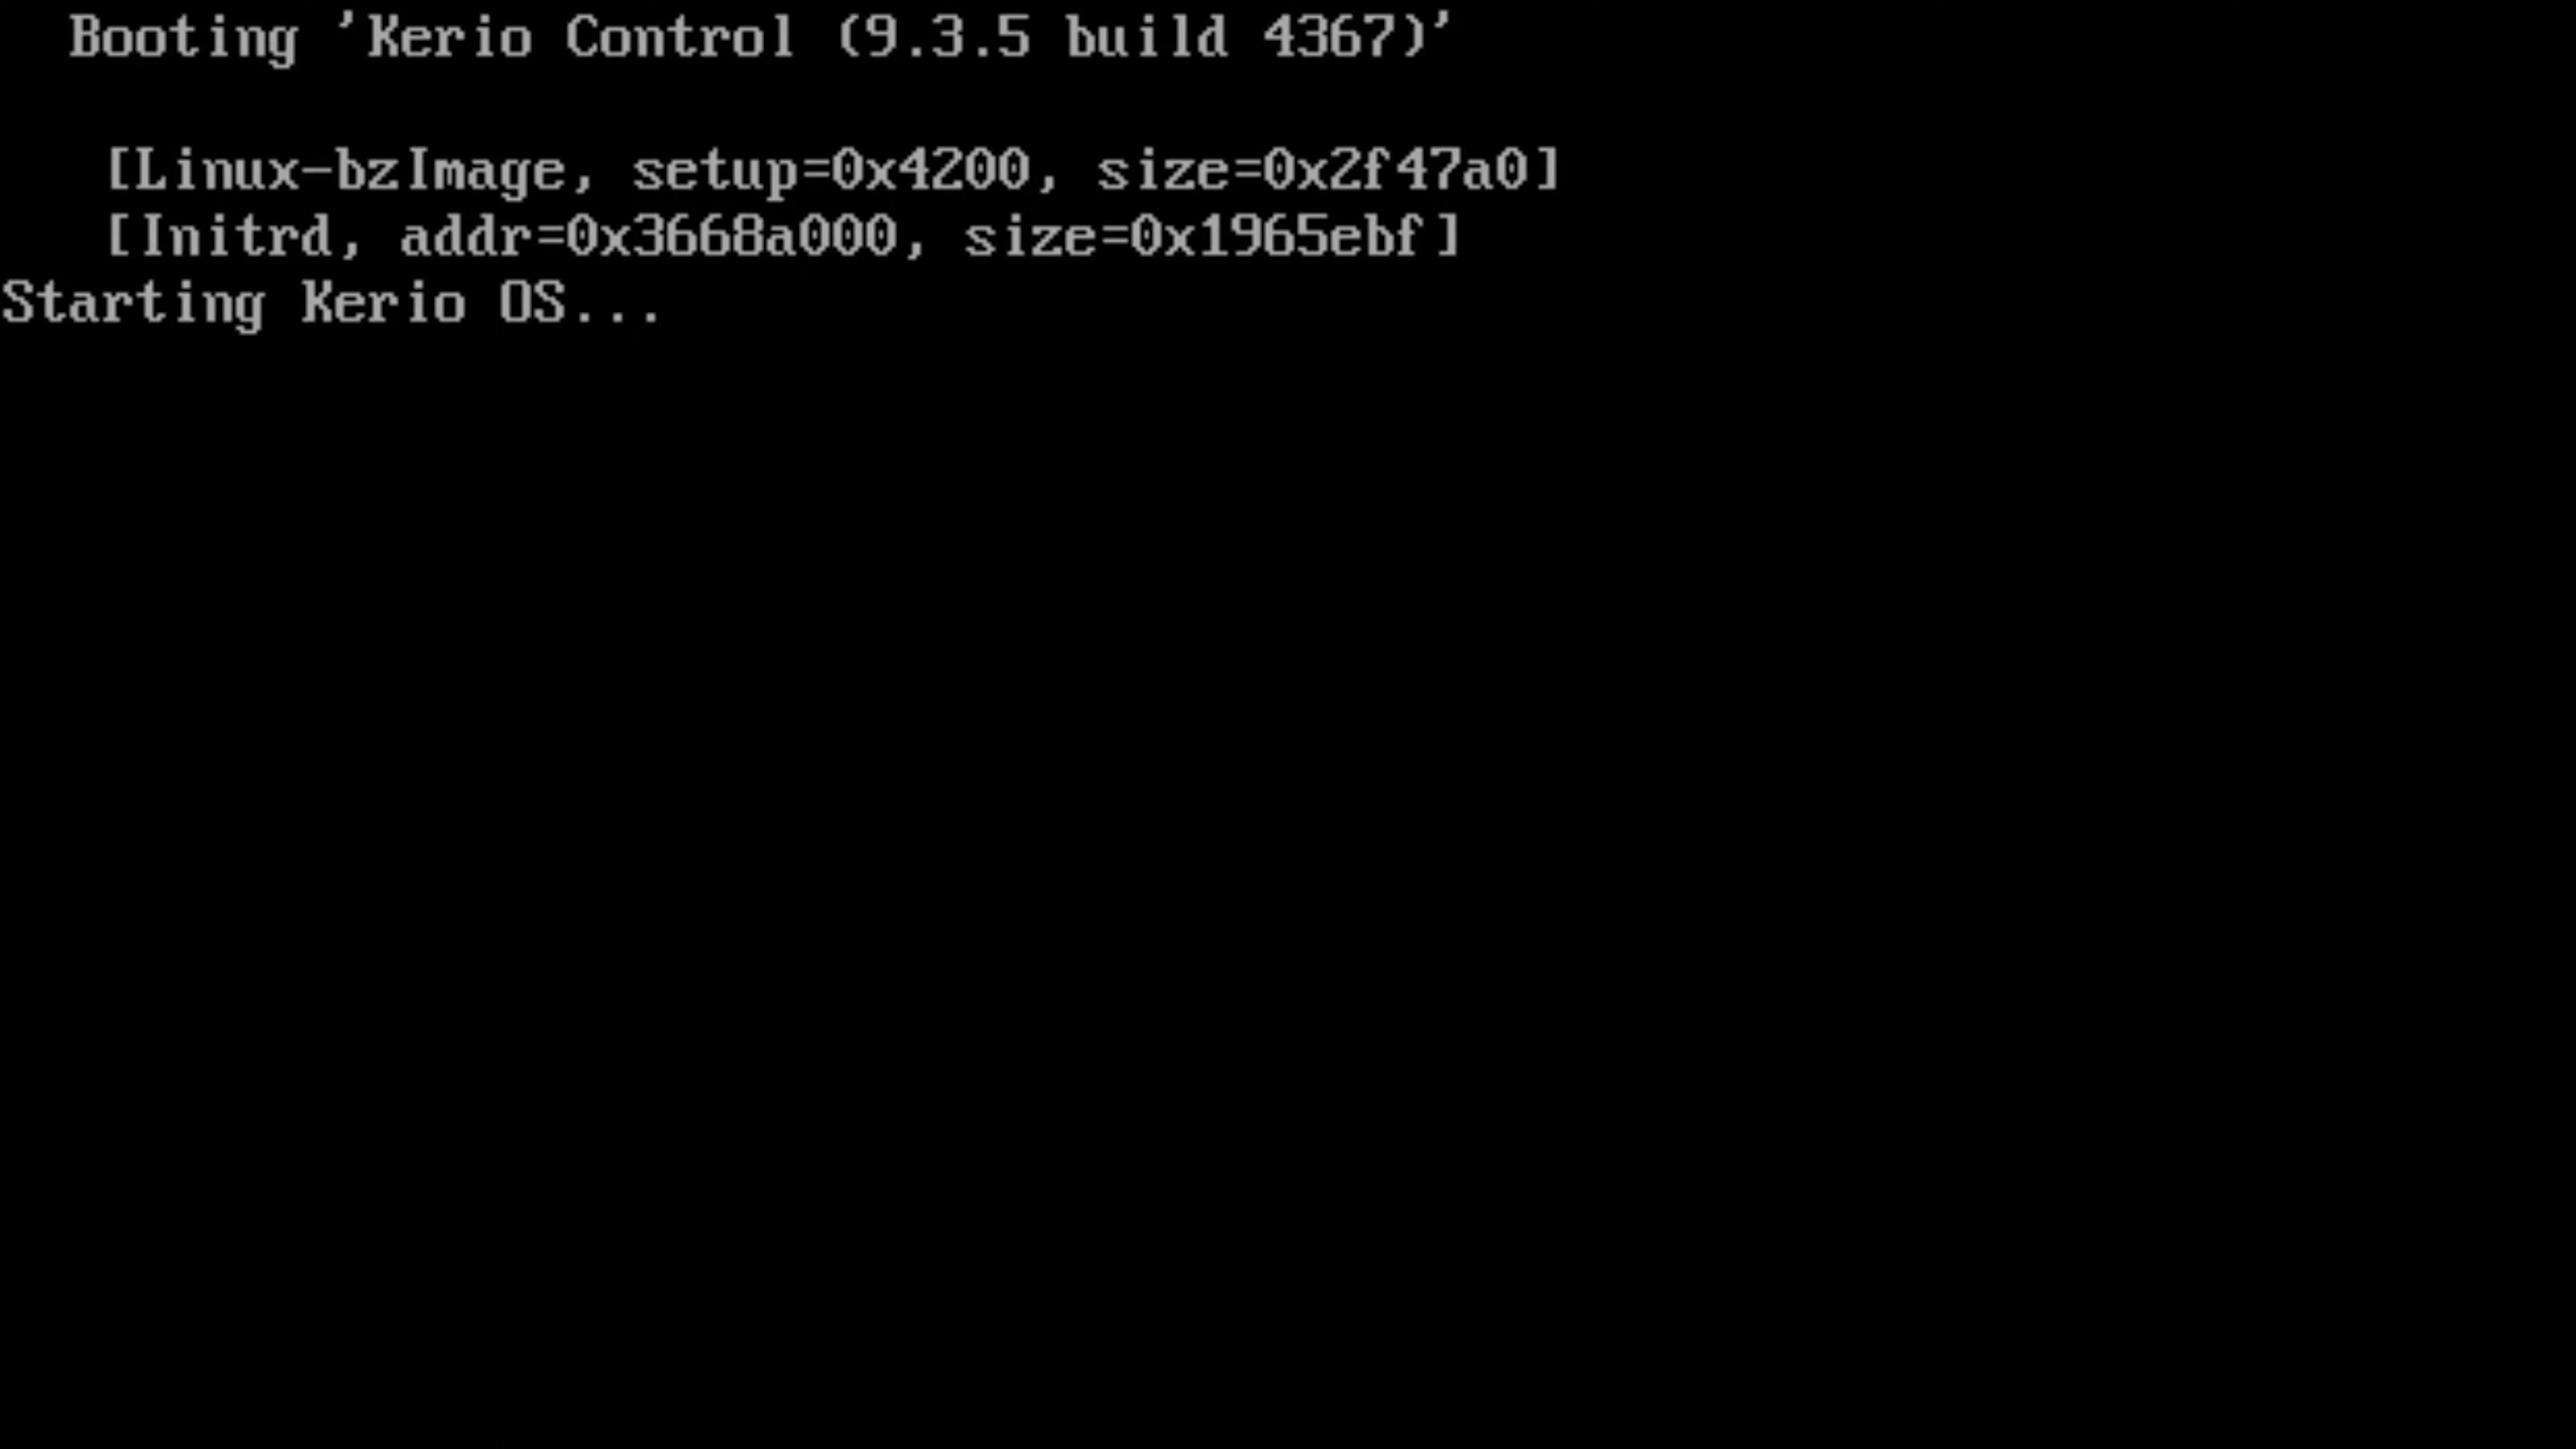 Booting 'Kerio Control (9.3.5 build 4367)'
[Linux-bzImage, setup=0x4200, size=0x2f47a0]
[Initrd, addr=0x3668a000, size=0x1965ebf]
Starting Kerio OS...